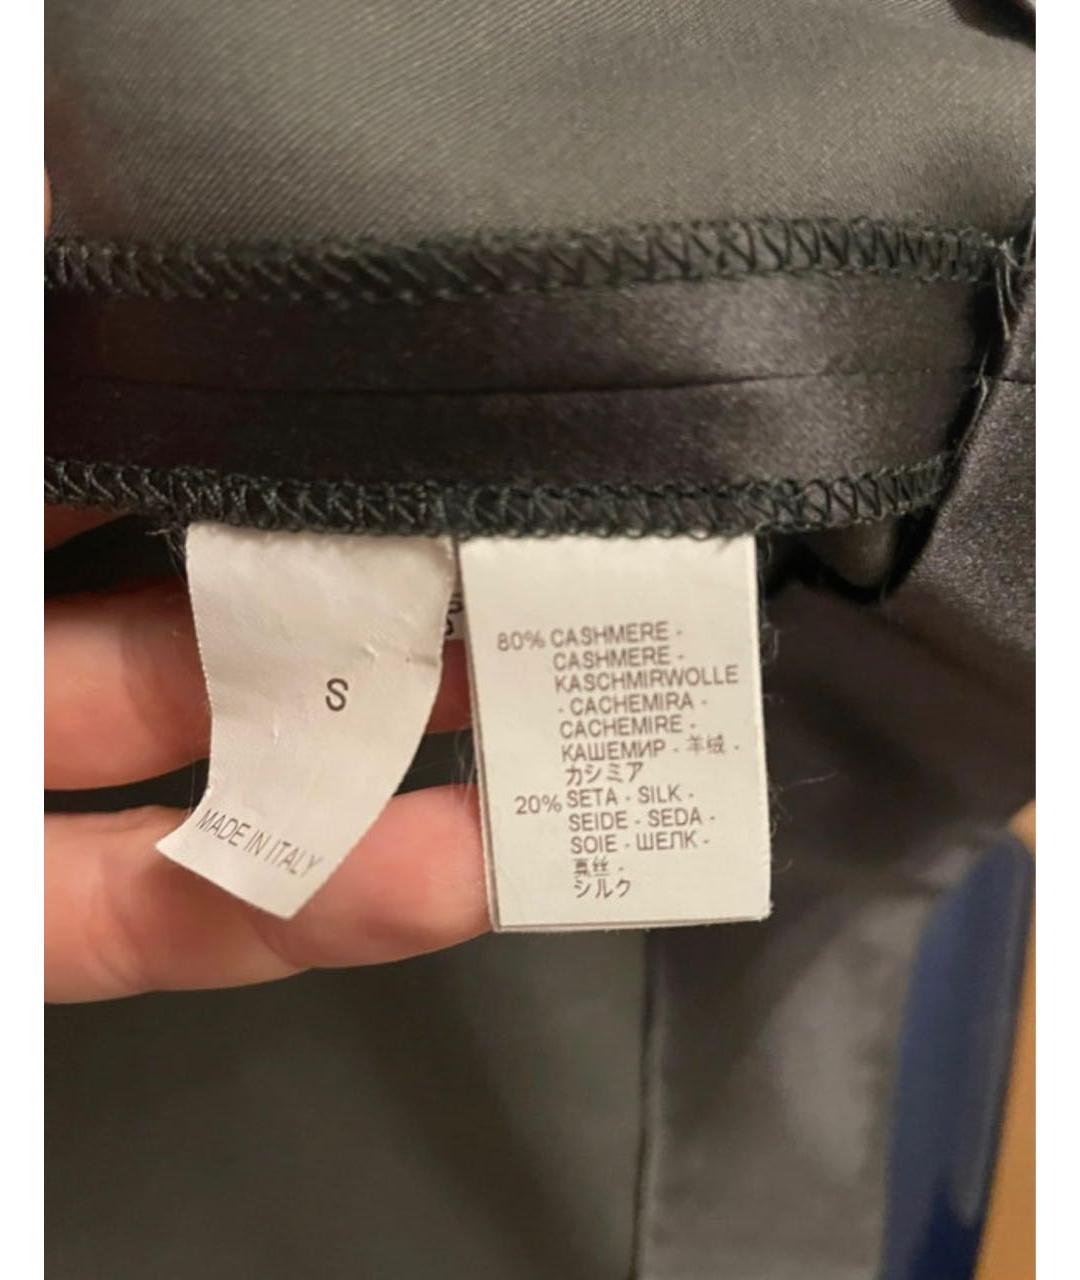 S
MADE IN ITALY
80% CASHMERE -
CASHMERE -
KASCHMIRWOLLE
- CACHEMIRA -
CACHEMIRE -
КАШЕМИР - 羊绒 -
カシミア
20% SETA - SILK -
SEIDE - SEDA -
SOIE - ШЕЛК -
真丝 -
シルク